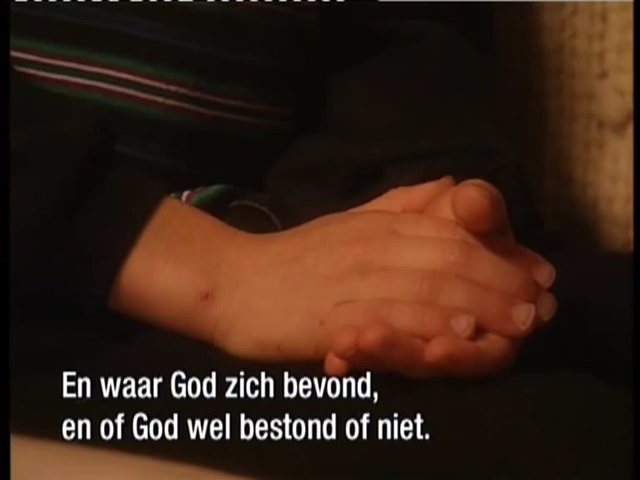 En waar God zich bevond,
en of God wel bestond of niet.